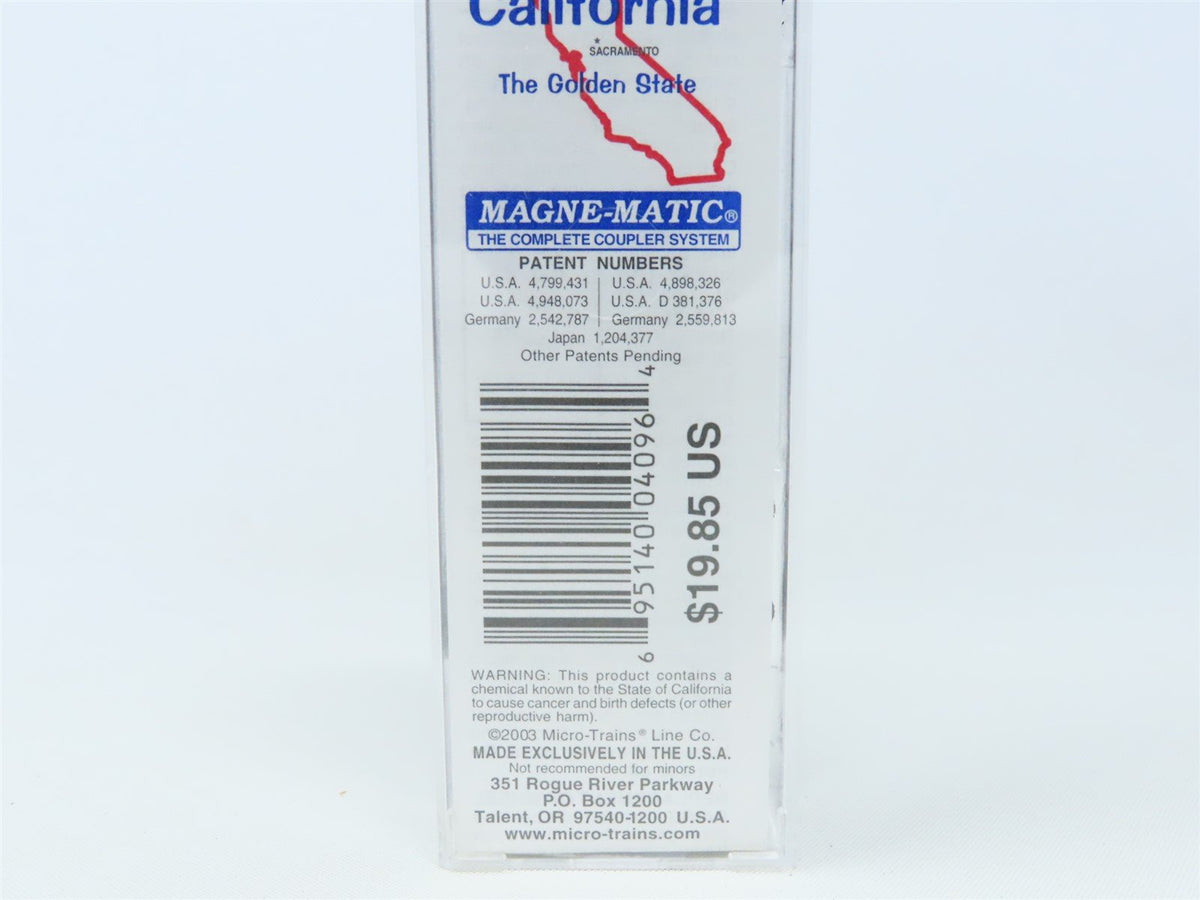 California
SACRAMENTO
The Golden State
MAGNE-MATIC®
THE COMPLETE COUPLER SYSTEM
PATENT NUMBERS
U.S.A. 4,799,431 | U.S.A. 4,898,326
U.S.A. 4,948,073 | U.S.A. D 381,376
Germany 2,542,787 | Germany 2,559,813
Japan 1,204,377
Other Patents Pending
6 95140 04096 4
$19.85 US
WARNING: This product contains a
chemical known to the State of California
to cause cancer and birth defects (or other
reproductive harm).
©2003 Micro-Trains® Line Co.
MADE EXCLUSIVELY IN THE U.S.A.
Not recommended for minors
351 Rogue River Parkway
P.O. Box 1200
Talent, OR 97540-1200 U.S.A.
www.micro-trains.com